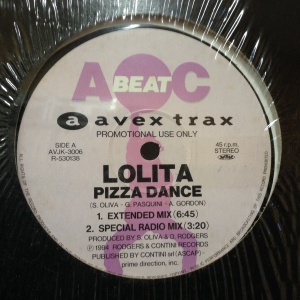 A BEAT C
a avex trax
PROMOTIONAL USE ONLY
SIDE A
AVJK-3006
R-530138
45 r.p.m.
STEREO
LOLITA
PIZZA DANCE
(S. OLIVA - G. PASQUINI - A. GORDON)
1. EXTENDED MIX (6:45)
2. SPECIAL RADIO MIX (3:20)
PRODUCED BY S. OLIVA & D. RODGERS
Ⓟ 1994 RODGERS & CONTINI RECORDS
PUBLISHED BY CONTINI srl (ASCAP) -
prime direction, inc.